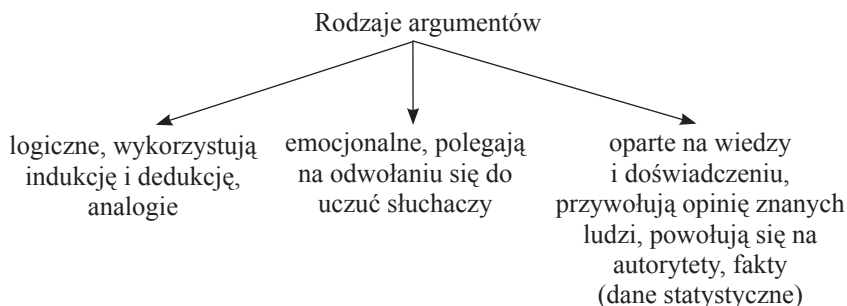 Rodzaje argumentów
logiczne, wykorzystują
indukcję i dedukcję,
analogie
emocjonalne, polegają
na odwołaniu się do
uczuć słuchaczy
oparte na wiedzy
i doświadczeniu,
przywołują opinię znanych
ludzi, powołują się na
autorytety, fakty
(dane statystyczne)